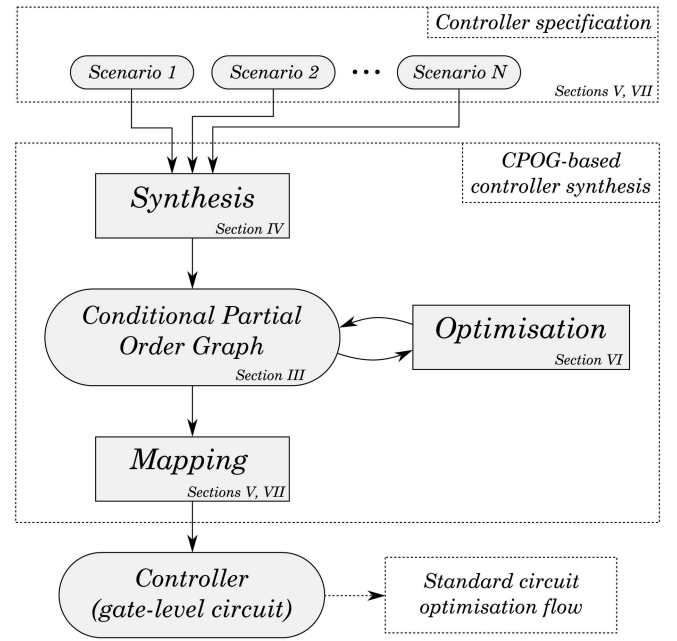 Controller specification
Scenario 1
Scenario 2
Scenario N
Sections V, VII
CPOG-based
controller synthesis
Synthesis
Section IV
Conditional Partial
Order Graph
Section III
Optimisation
Section VI
Mapping
Sections V, VII
Controller
(gate-level circuit)
Standard circuit
optimisation flow